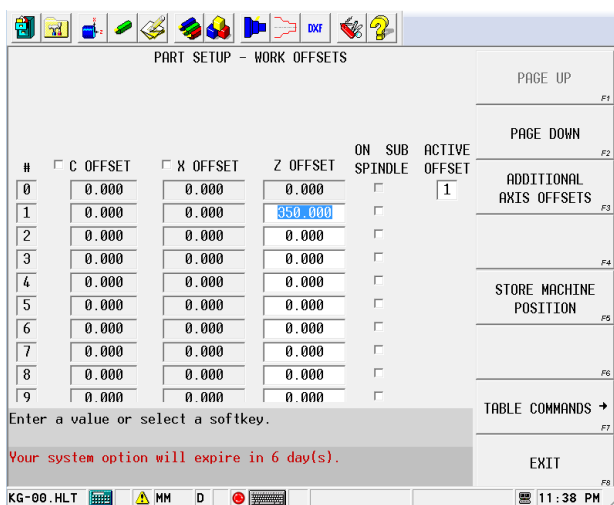 DXF
PART SETUP - WORK OFFSETS
PAGE UP
F1
PAGE DOWN
F2
ON SUB ACTIVE
# C OFFSET X OFFSET Z OFFSET SPINDLE OFFSET
ADDITIONAL
AXIS OFFSETS
F3
0 0.000 0.000 0.000 1
1 0.000 0.000 350.000
2 0.000 0.000 0.000
3 0.000 0.000 0.000
F4
4 0.000 0.000 0.000
STORE MACHINE
POSITION
F5
5 0.000 0.000 0.000
6 0.000 0.000 0.000
7 0.000 0.000 0.000
8 0.000 0.000 0.000
F6
9 0.000 0.000 0.000
TABLE COMMANDS →
F7
Enter a value or select a softkey.
Your system option will expire in 6 day(s).
EXIT
F8
KG-00.HLT MM D 11:38 PM